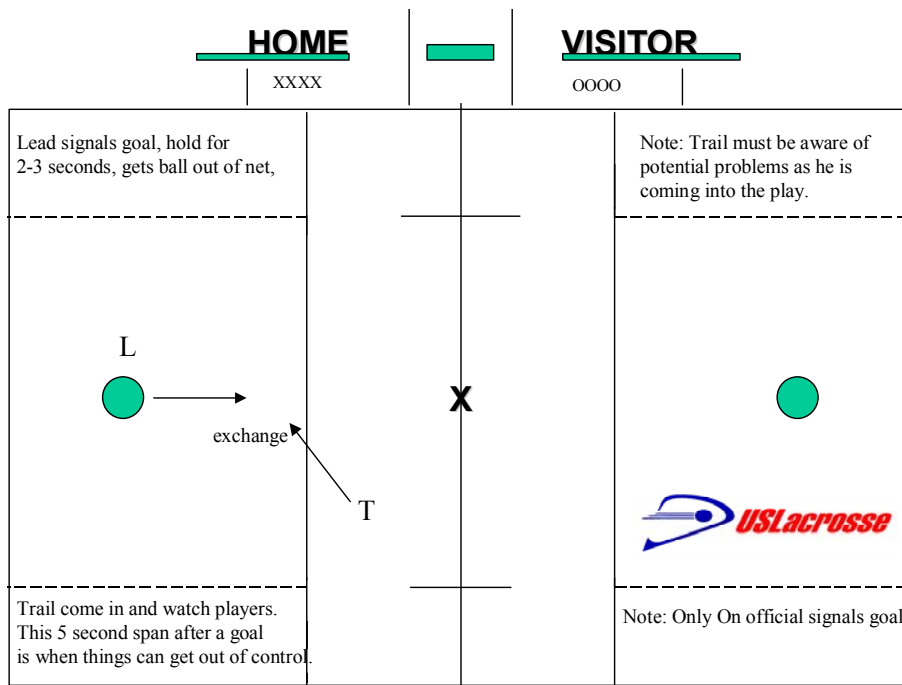 HOME
VISITOR
XXXX
OOOO
Lead signals goal, hold for
2-3 seconds, gets ball out of net,
Note: Trail must be aware of
potential problems as he is
coming into the play.
L
X
exchange
T
USLacrosse
Trail come in and watch players.
This 5 second span after a goal
is when things can get out of control.
Note: Only On official signals goal